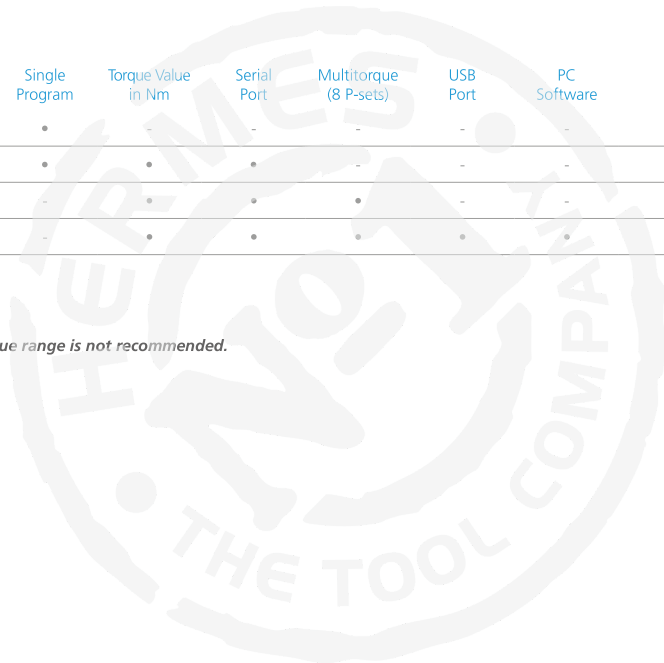 Single Torque Value Serial Multitorque USB PC
Program in Nm Port (8 P-sets) Port Software
• - - - - -
• • • - - -
- • • • - -
- • • • • •
ue range is not recommended.
HERMES
No1
THE TOOL COMPANY